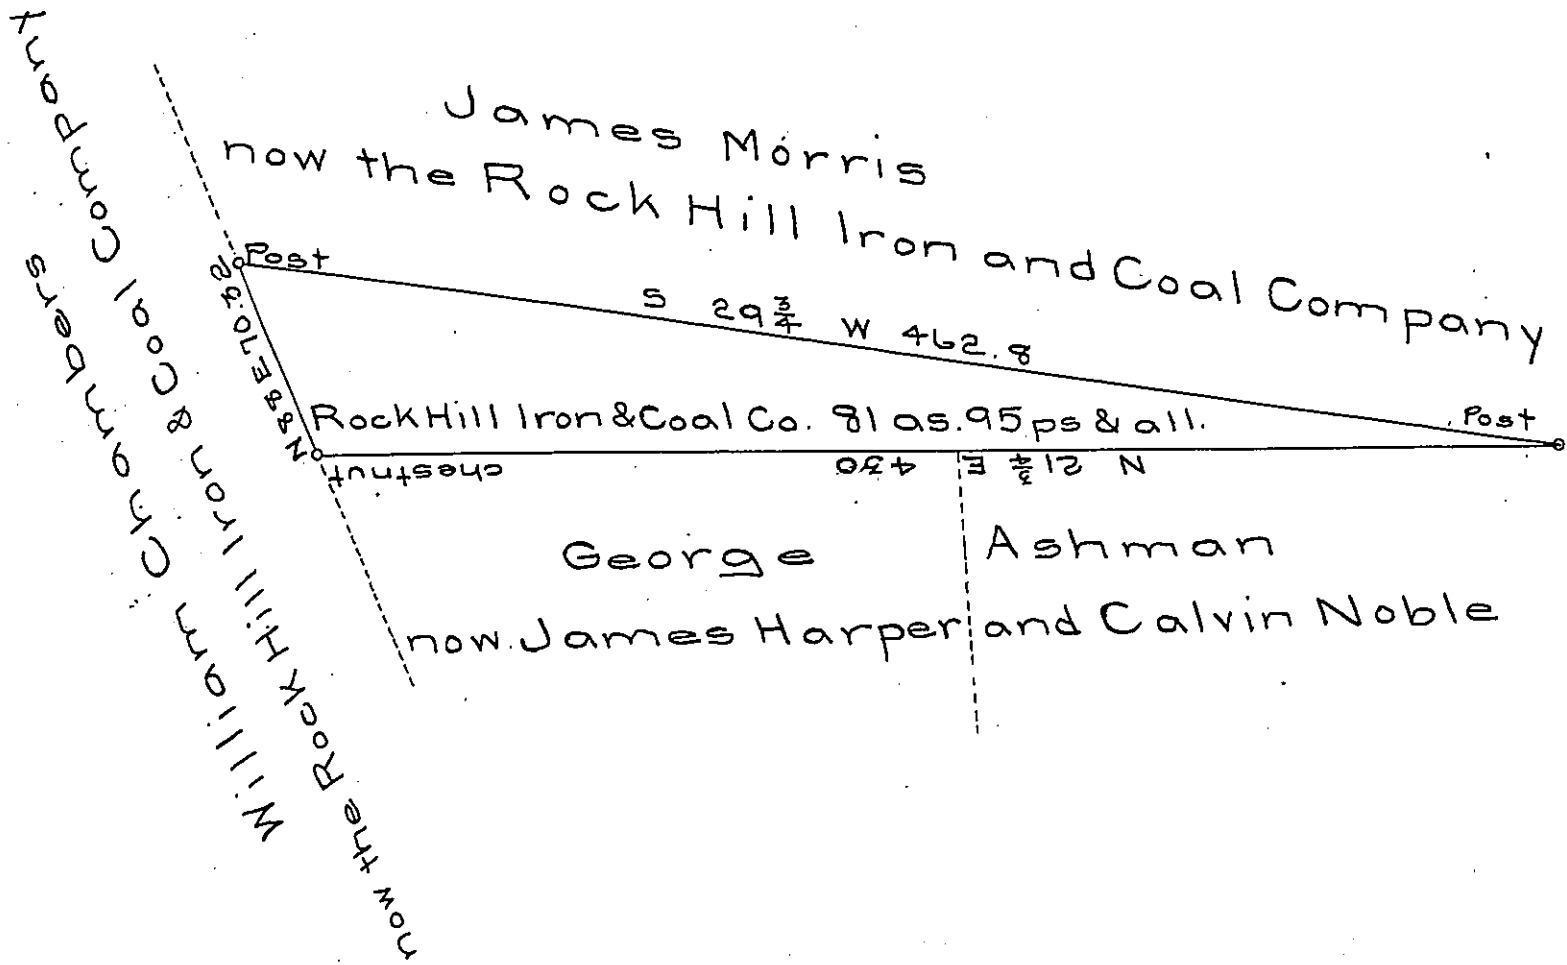 James Morris
now the Rock Hill Iron and Coal Company
Post
S 29¾ W 462.8
Post
N 88 E 70.32
Rock Hill Iron & Coal Co. 81 as. 95 ps & all.
chestnut
N 21¾ E 430
George Ashman
now James Harper and Calvin Noble
William Chambers
now the Rock Hill Iron & Coal Company